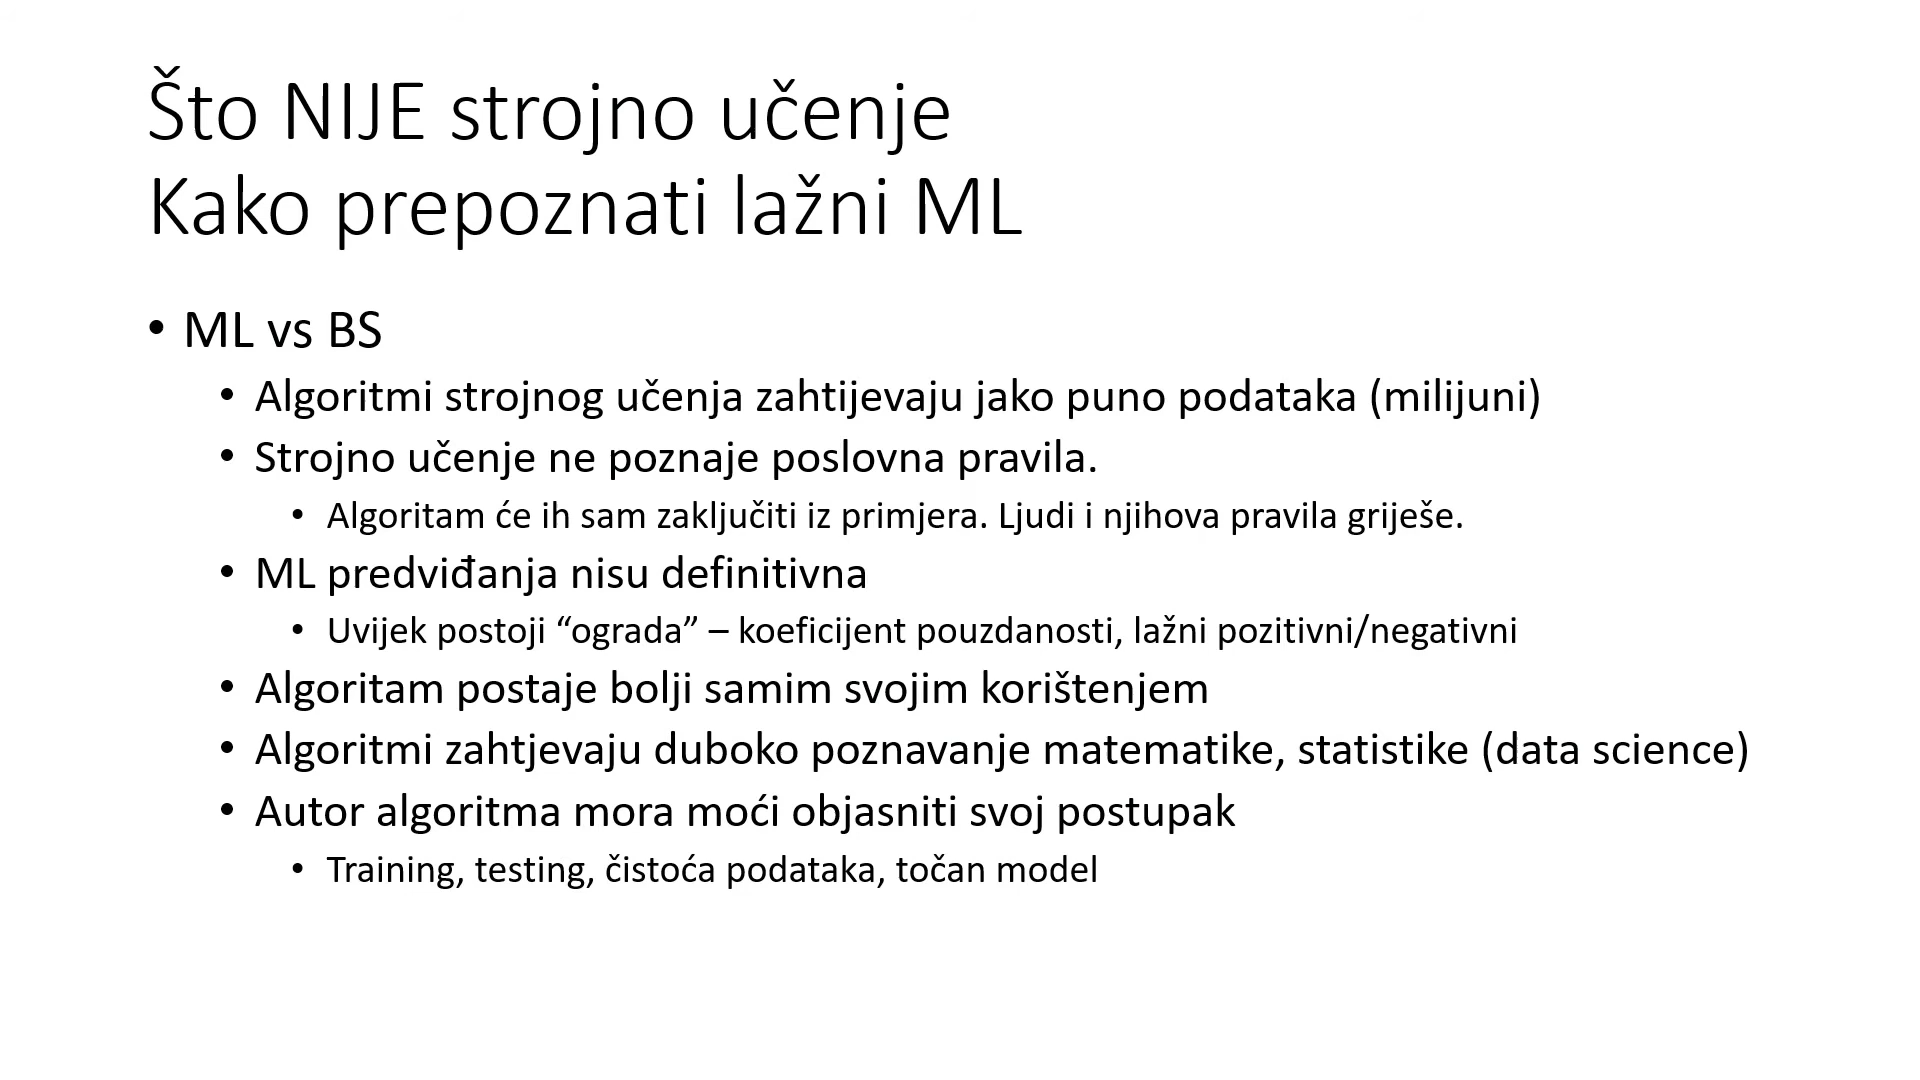 Što NIJE strojno učenje
Kako prepoznati lažni ML
• ML vs BS
• Algoritmi strojnog učenja zahtijevaju jako puno podataka (milijuni)
• Strojno učenje ne poznaje poslovna pravila.
• Algoritam će ih sam zaključiti iz primjera. Ljudi i njihova pravila griješe.
• ML predviđanja nisu definitivna
• Uvijek postoji “ograda” – koeficijent pouzdanosti, lažni pozitivni/negativni
• Algoritam postaje bolji samim svojim korištenjem
• Algoritmi zahtjevaju duboko poznavanje matematike, statistike (data science)
• Autor algoritma mora moći objasniti svoj postupak
• Training, testing, čistoća podataka, točan model